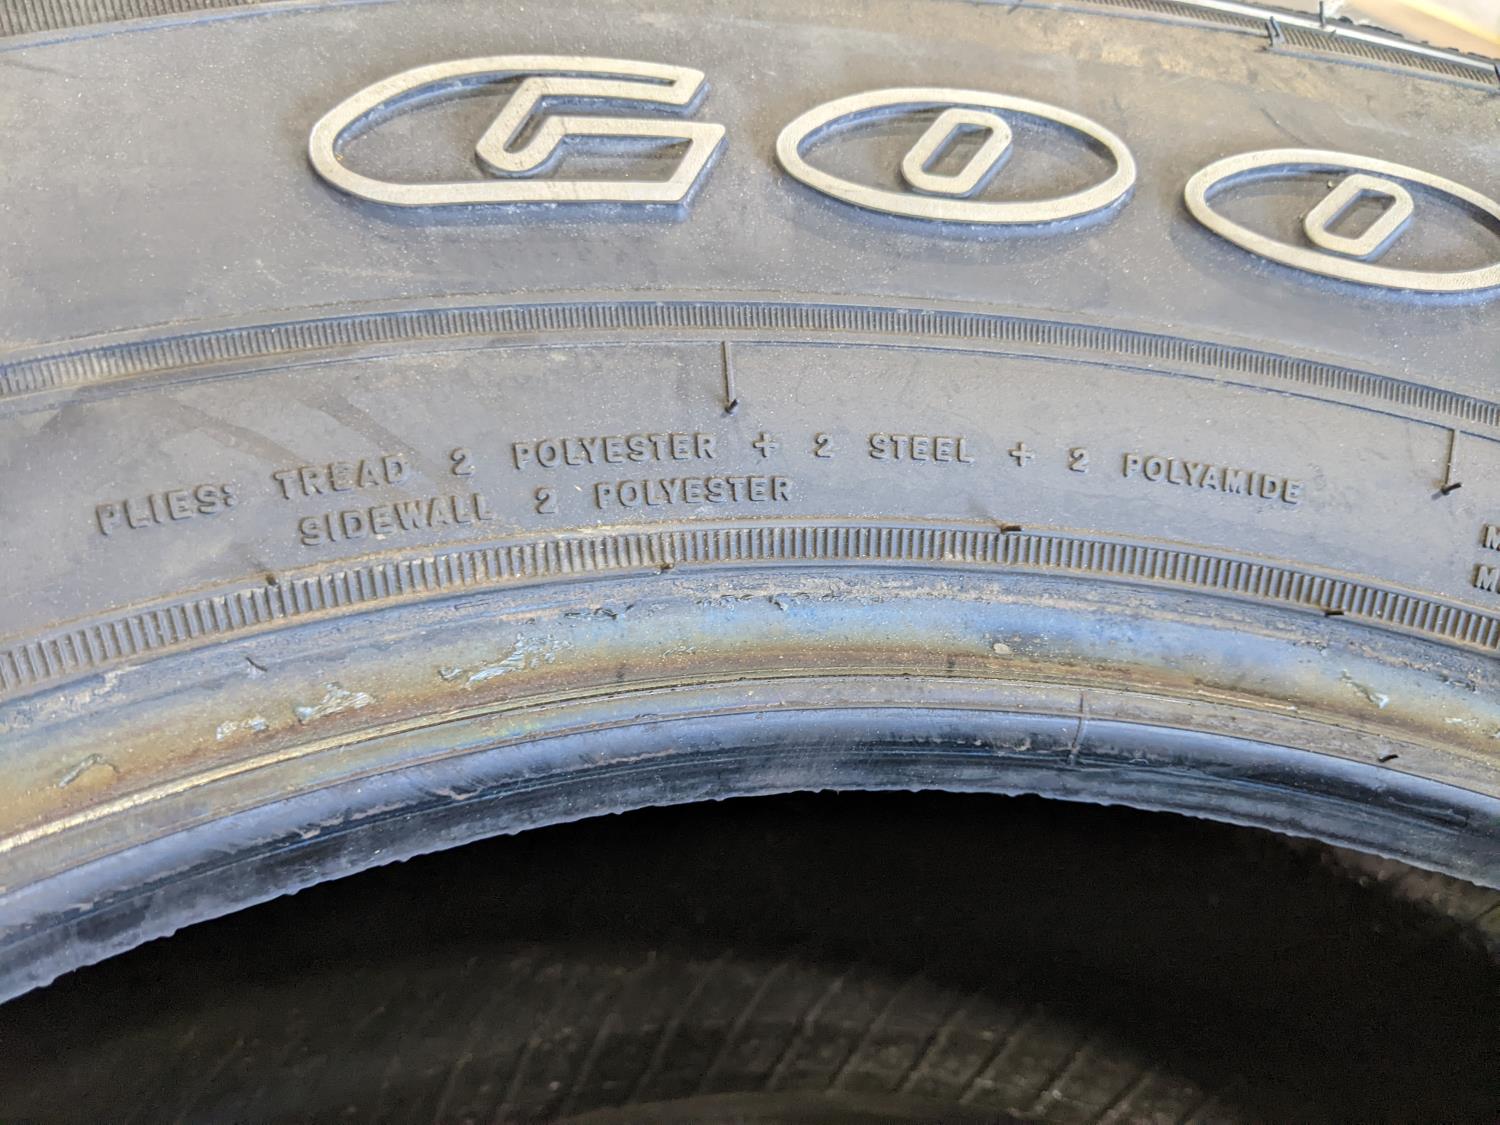 GOO
PLIES: TREAD 2 POLYESTER + 2 STEEL + 2 POLYAMIDE
SIDEWALL 2 POLYESTER
M
M